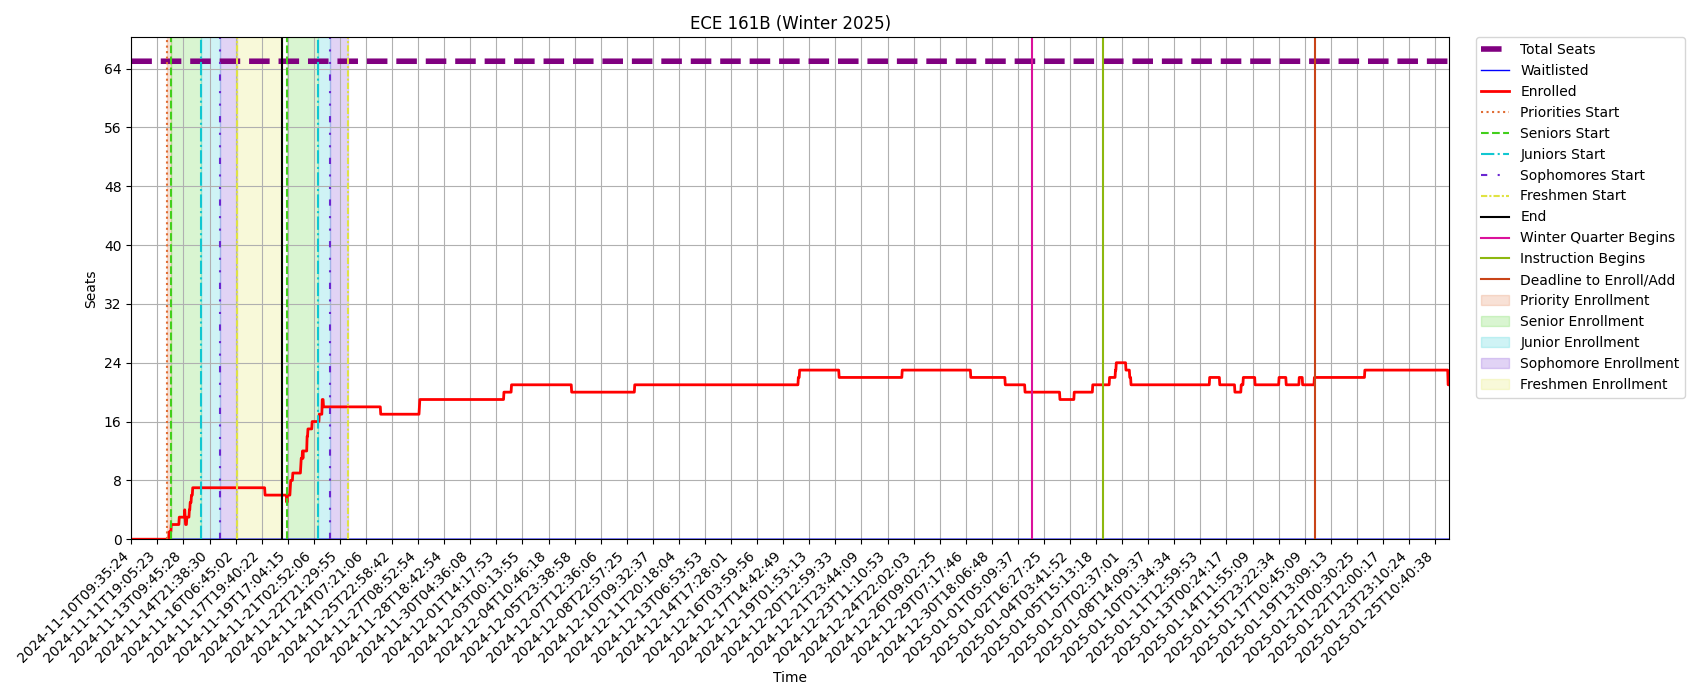 ECE 161B (Winter 2025)
Seats
64
56
48
40
32
24
16
8
0
2024-11-10T09:35:24
2024-11-11T19:05:23
2024-11-13T09:45:28
2024-11-14T21:38:30
2024-11-16T06:45:02
2024-11-17T19:40:22
2024-11-19T17:04:15
2024-11-21T02:52:06
2024-11-22T21:29:55
2024-11-24T07:21:06
2024-11-25T22:58:42
2024-11-27T08:52:54
2024-11-28T18:42:54
2024-11-30T04:36:08
2024-12-01T14:17:53
2024-12-03T00:13:55
2024-12-04T10:46:18
2024-12-05T23:38:58
2024-12-07T12:36:06
2024-12-08T22:57:25
2024-12-10T09:32:37
2024-12-11T20:18:04
2024-12-13T06:53:53
2024-12-14T17:28:01
2024-12-16T03:59:56
2024-12-17T14:42:49
2024-12-19T01:53:13
2024-12-20T12:59:33
2024-12-21T23:44:09
2024-12-23T11:10:53
2024-12-24T22:02:03
2024-12-26T09:02:25
2024-12-29T07:17:46
2024-12-30T18:06:48
2025-01-01T05:09:37
2025-01-02T16:27:25
2025-01-04T03:41:52
2025-01-05T15:13:18
2025-01-07T02:37:01
2025-01-08T14:09:37
2025-01-10T01:34:34
2025-01-11T12:59:53
2025-01-13T00:24:17
2025-01-14T11:55:09
2025-01-15T23:22:34
2025-01-17T10:45:09
2025-01-19T13:09:13
2025-01-21T00:30:25
2025-01-22T12:00:17
2025-01-23T23:10:24
2025-01-25T10:40:38
Time
Total Seats
Waitlisted
Enrolled
Priorities Start
Seniors Start
Juniors Start
Sophomores Start
Freshmen Start
End
Winter Quarter Begins
Instruction Begins
Deadline to Enroll/Add
Priority Enrollment
Senior Enrollment
Junior Enrollment
Sophomore Enrollment
Freshmen Enrollment